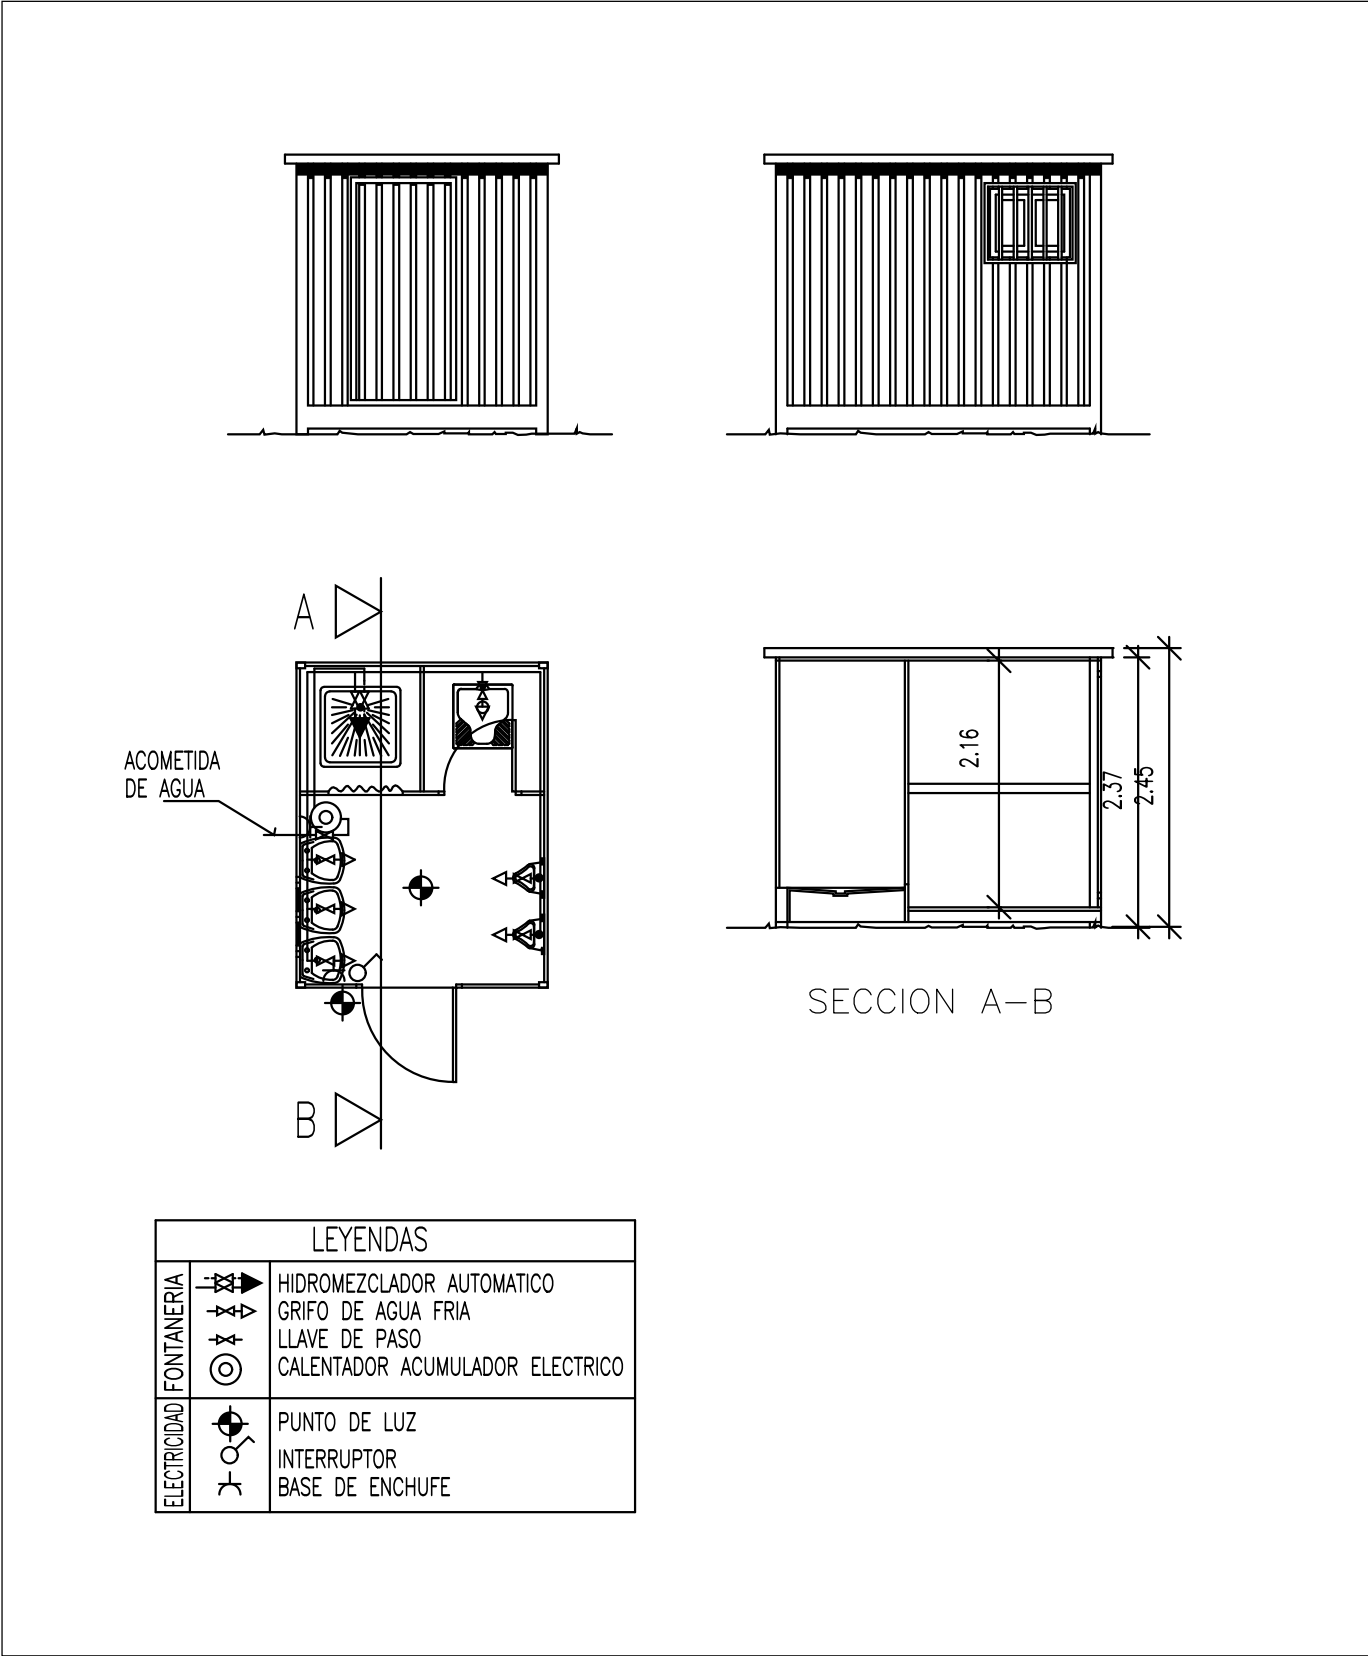 A
ACOMETIDA
DE AGUA
2.16
2.37
2.45
SECCION A-B
B
LEYENDAS
FONTANERIA
HIDROMEZCLADOR AUTOMATICO
GRIFO DE AGUA FRIA
LLAVE DE PASO
CALENTADOR ACUMULADOR ELECTRICO
ELECTRICIDAD
PUNTO DE LUZ
INTERRUPTOR
BASE DE ENCHUFE